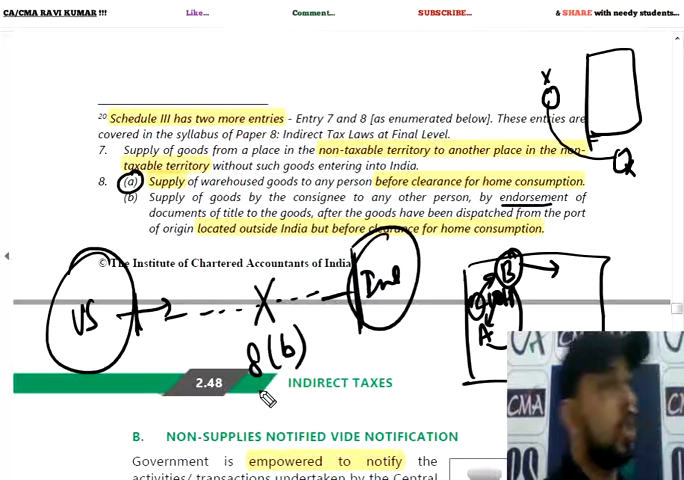 CA/CMA RAVI KUMAR !!! Like... Comment... SUBSCRIBE... & SHARE with needy students...
20 Schedule III has two more entries - Entry 7 and 8 [as enumerated below]. These entries are
covered in the syllabus of Paper 8: Indirect Tax Laws at Final Level.
7. Supply of goods from a place in the non-taxable territory to another place in the non-
taxable territory without such goods entering into India.
8. (a) Supply of warehoused goods to any person before clearance for home consumption.
(b) Supply of goods by the consignee to any other person, by endorsement of
documents of title to the goods, after the goods have been dispatched from the port
of origin located outside India but before clearance for home consumption.
© The Institute of Chartered Accountants of India
X
US
X
8(b)
Ind
B
A
2.48 INDIRECT TAXES
B. NON-SUPPLIES NOTIFIED VIDE NOTIFICATION
Government is empowered to notify the
activities/ transactions undertaken by the Central
CMA
CMA